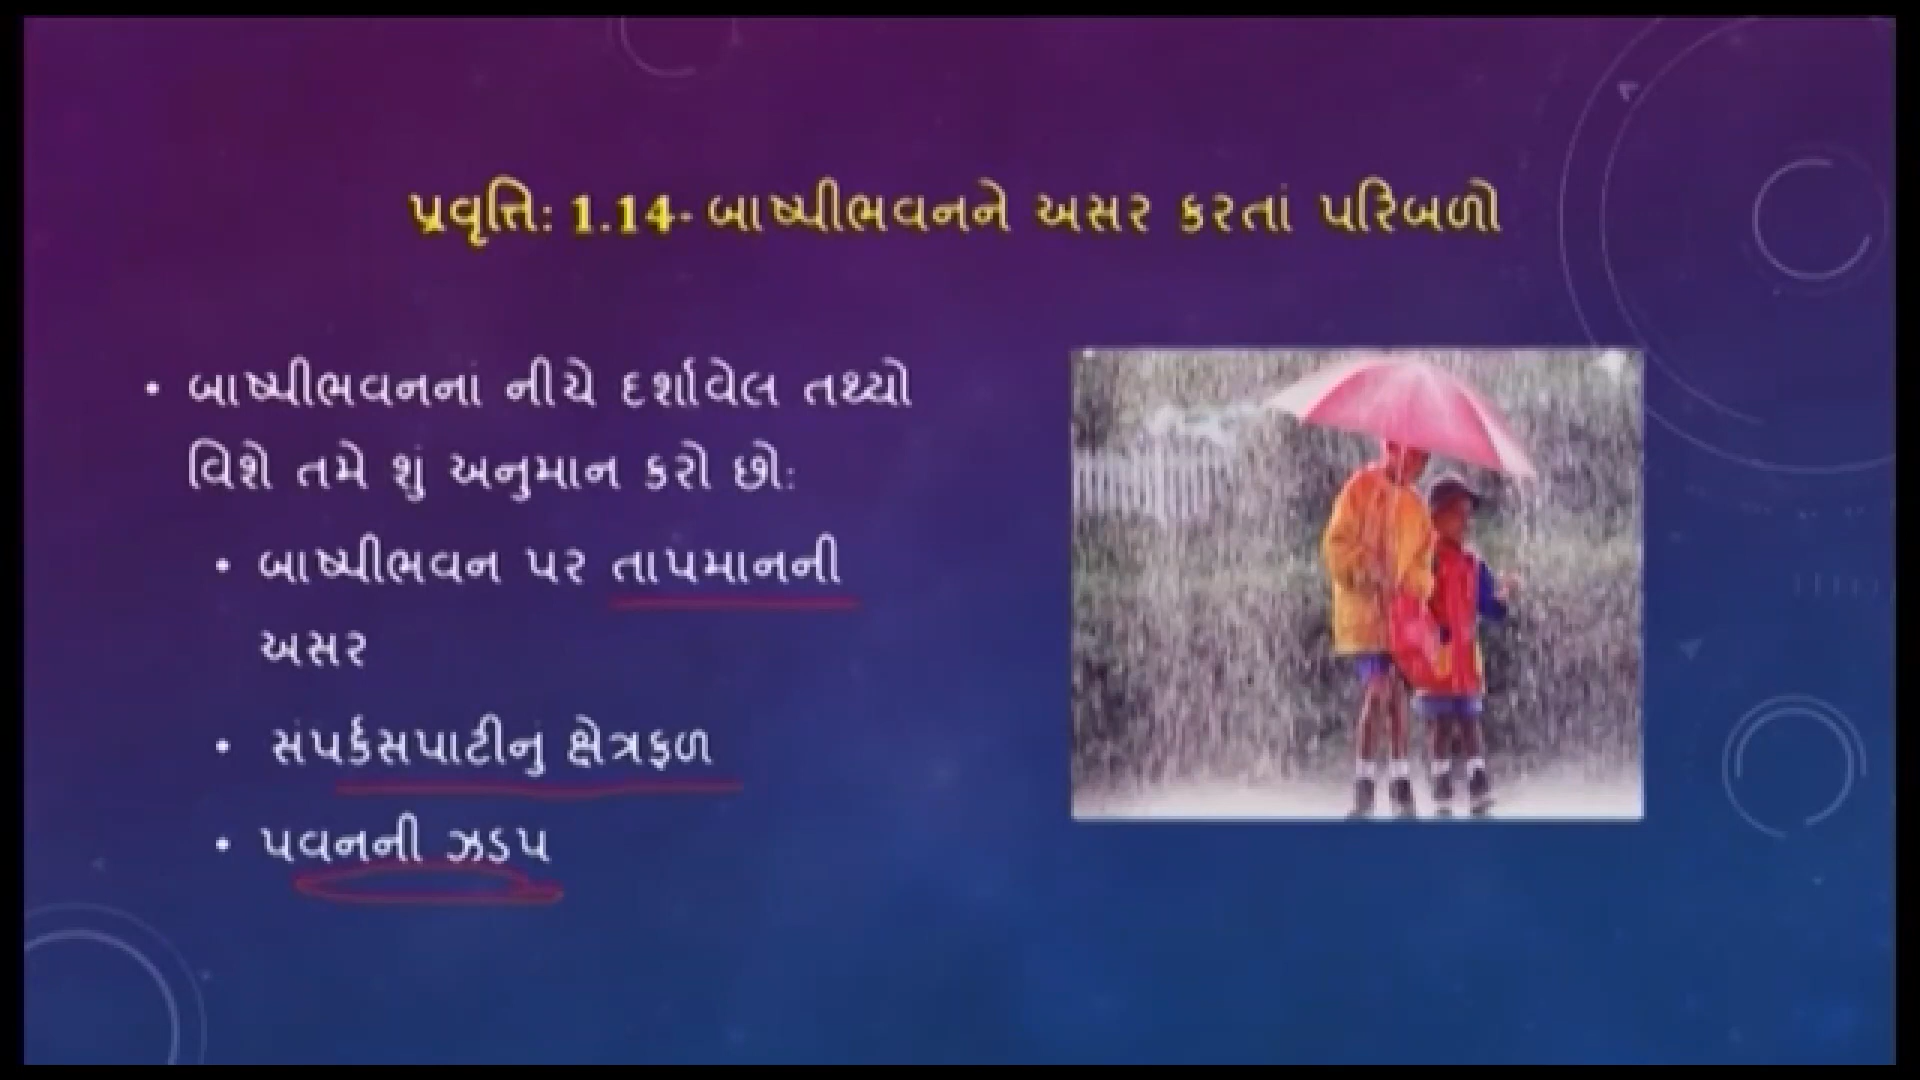 પ્રવૃત્તિ: 1.14- બાષ્પીભવનને અસર કરતાં પરિબળો
• બાષ્પીભવનનાં નીચે દર્શાવેલ તથ્યો
વિશે તમે શું અનુમાન કરો છો:
• બાષ્પીભવન પર તાપમાનની
અસર
• સંપર્કસપાટીનું ક્ષેત્રફળ
• પવનની ઝડપ